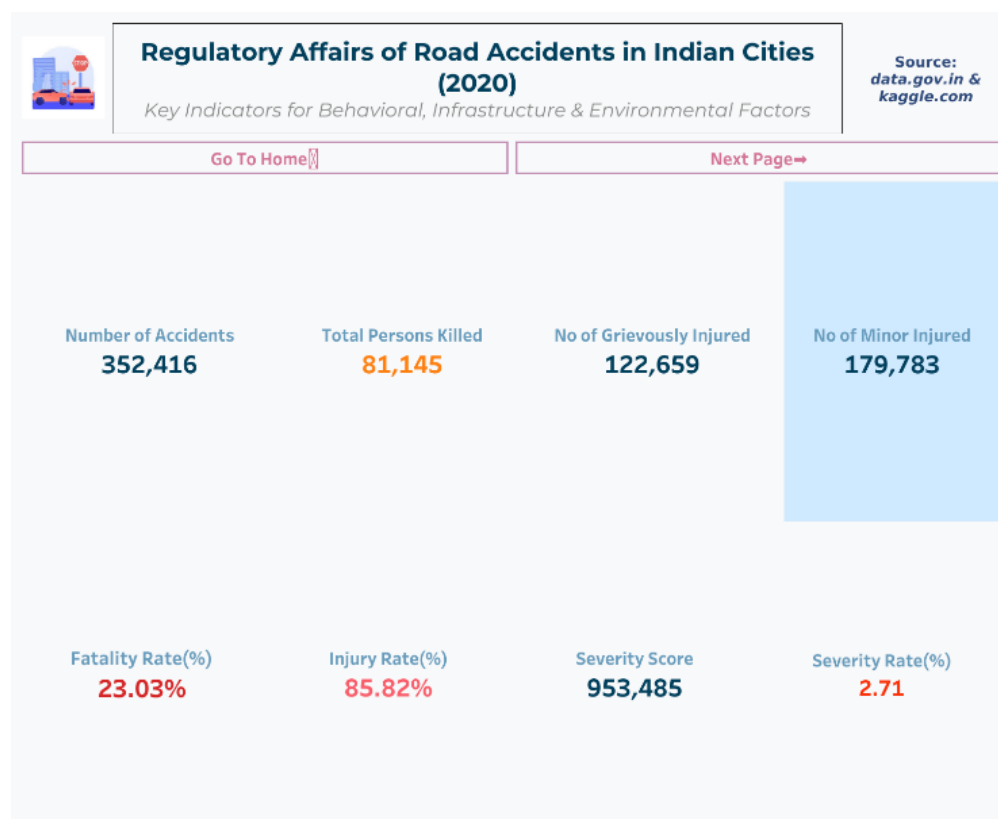 STOP
Regulatory Affairs of Road Accidents in Indian Cities
(2020)
Key Indicators for Behavioral, Infrastructure & Environmental Factors
Source:
data.gov.in &
kaggle.com
Go To Home
Next Page➡
Number of Accidents
352,416
Total Persons Killed
81,145
No of Grievously Injured
122,659
No of Minor Injured
179,783
Fatality Rate(%)
23.03%
Injury Rate(%)
85.82%
Severity Score
953,485
Severity Rate(%)
2.71